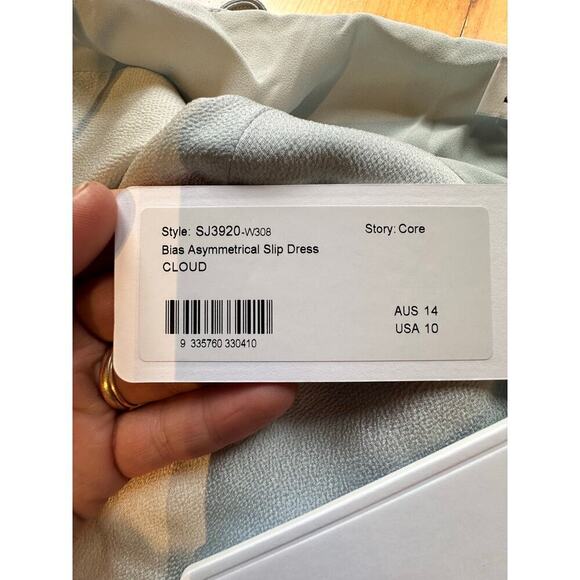 Style: SJ3920-W308 Story: Core
Bias Asymmetrical Slip Dress
CLOUD
AUS 14
USA 10
9 335760 330410